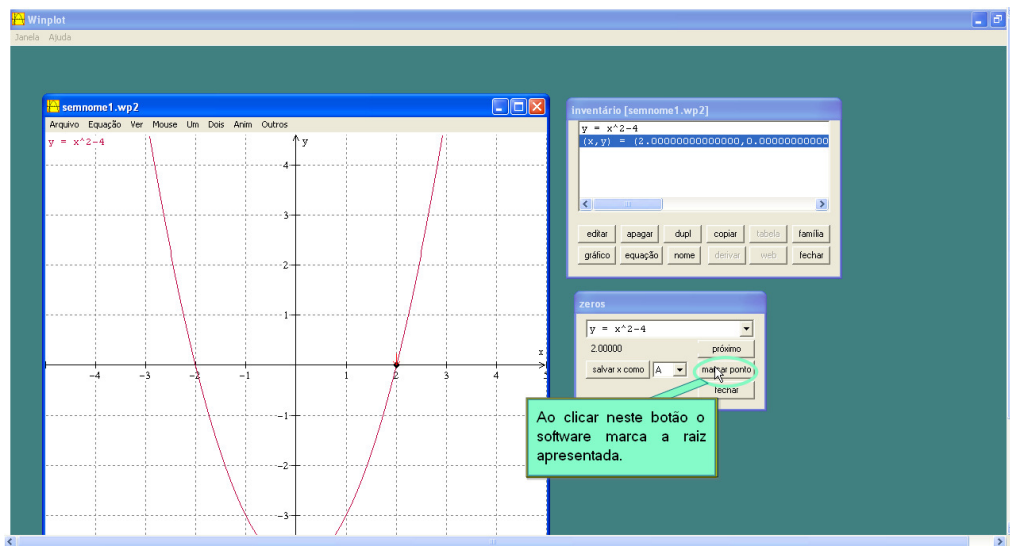 Winplot
Janela Ajuda
semnome1.wp2
Arquivo Equação Ver Mouse Um Dois Anim Outros
y = x^2-4
y
4
3
2
1
x
-4 -3 -2 -1 1 2 3 4 5
-1
-2
-3
inventário [semnome1.wp2]
y = x^2-4
(x,y) = (2.00000000000000,0.00000000000
editar apagar dupl copiar tabela família
gráfico equação nome derivar web fechar
zeros
y = x^2-4
2.00000 próximo
salvar x como A ponto
fechar
Ao clicar neste botão o
software marca a raiz
apresentada.